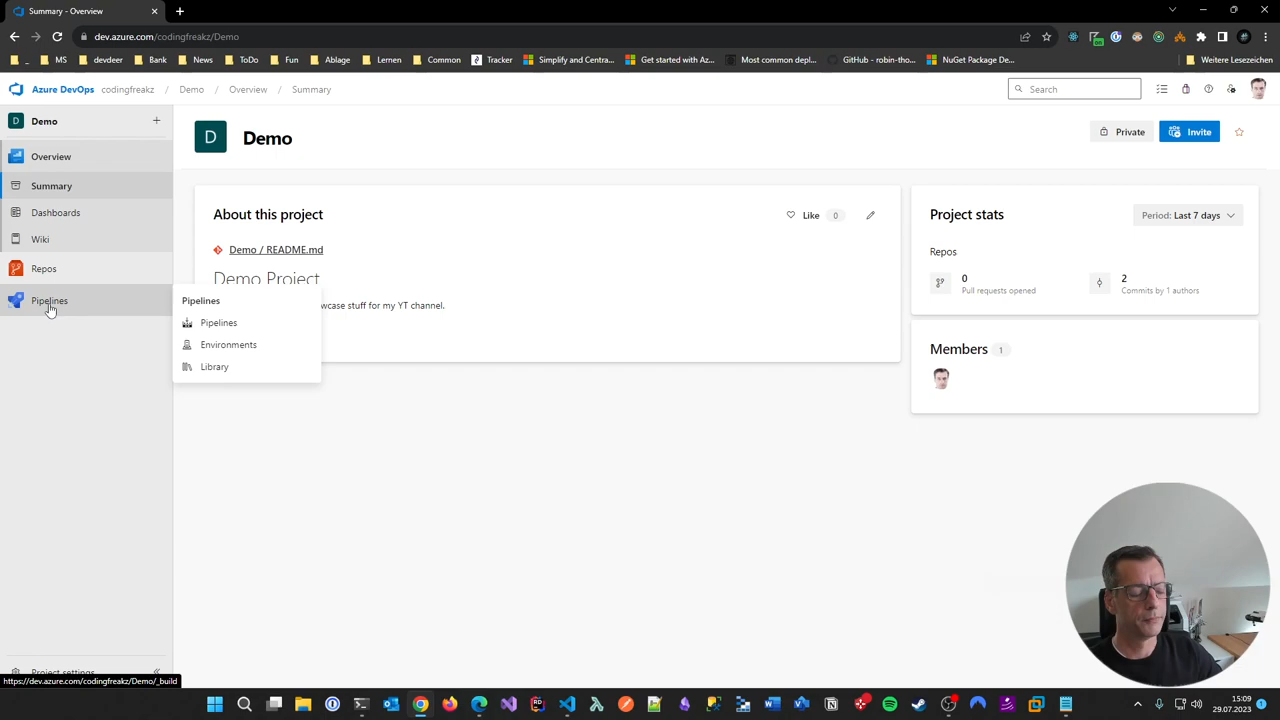 Summary - Overview
dev.azure.com/codingfreakz/Demo
_ MS devdeer Bank News ToDo Fun Ablage Lernen Common Tracker Simplify and Centra... Get started with Az... Most common depl... GitHub - robin-tho... NuGet Package De... Weitere Lesezeichen
Azure DevOps codingfreakz / Demo / Overview / Summary
Search
D Demo +
Overview
Summary
Dashboards
Wiki
Repos
Pipelines
Pipelines
Pipelines
Environments
Library
D Demo
Private
Invite
About this project
Like 0
Demo / README.md
Demo Project
wcase stuff for my YT channel.
Project stats
Period: Last 7 days
Repos
0
Pull requests opened
2
Commits by 1 authors
Members 1
Project settings
https://dev.azure.com/codingfreakz/Demo/_build
15:09
29.07.2023